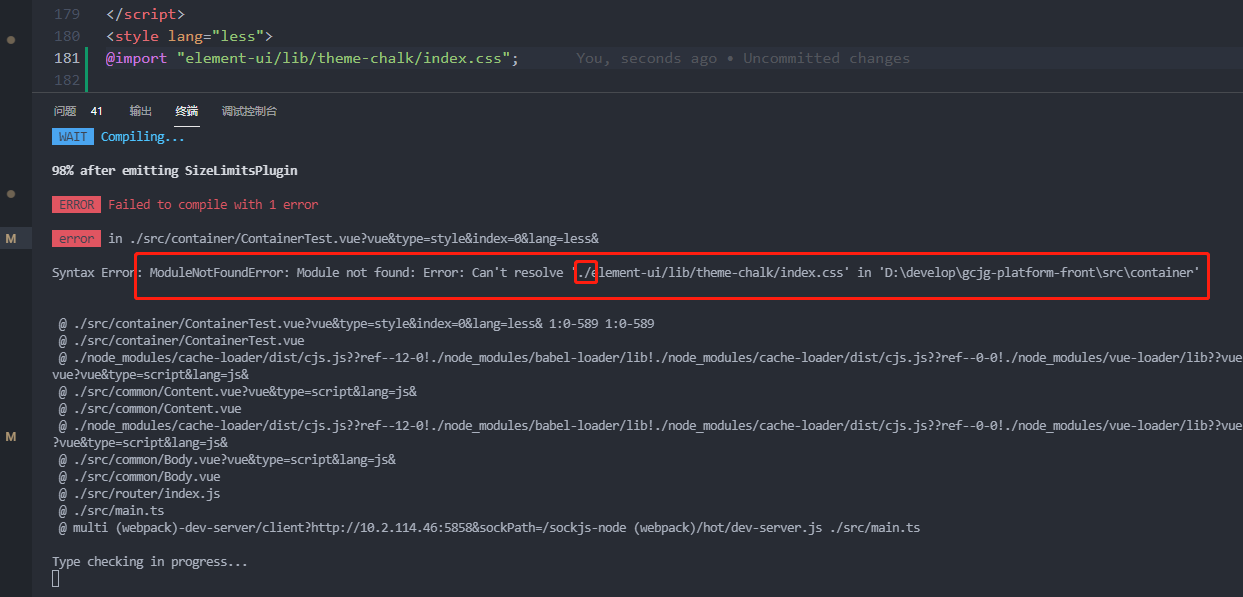 179 </script>
180 <style lang="less">
181 @import "element-ui/lib/theme-chalk/index.css"; You, seconds ago • Uncommitted changes
182
问题 41 输出 终端 调试控制台
WAIT Compiling...
98% after emitting SizeLimitsPlugin
ERROR Failed to compile with 1 error
M
error in ./src/container/ContainerTest.vue?vue&type=style&index=0&lang=less&
Syntax Error: ModuleNotFoundError: Module not found: Error: Can't resolve './element-ui/lib/theme-chalk/index.css' in 'D:\develop\gcjg-platform-front\src\container'
@ ./src/container/ContainerTest.vue?vue&type=style&index=0&lang=less& 1:0-589 1:0-589
@ ./src/container/ContainerTest.vue
@ ./node_modules/cache-loader/dist/cjs.js??ref--12-0!./node_modules/babel-loader/lib!./node_modules/cache-loader/dist/cjs.js??ref--0-0!./node_modules/vue-loader/lib??vue
vue?vue&type=script&lang=js&
@ ./src/common/Content.vue?vue&type=script&lang=js&
@ ./src/common/Content.vue
@ ./node_modules/cache-loader/dist/cjs.js??ref--12-0!./node_modules/babel-loader/lib!./node_modules/cache-loader/dist/cjs.js??ref--0-0!./node_modules/vue-loader/lib??vue
M
?vue&type=script&lang=js&
@ ./src/common/Body.vue?vue&type=script&lang=js&
@ ./src/common/Body.vue
@ ./src/router/index.js
@ ./src/main.ts
@ multi (webpack)-dev-server/client?http://10.2.114.46:5858&sockPath=/sockjs-node (webpack)/hot/dev-server.js ./src/main.ts
Type checking in progress...